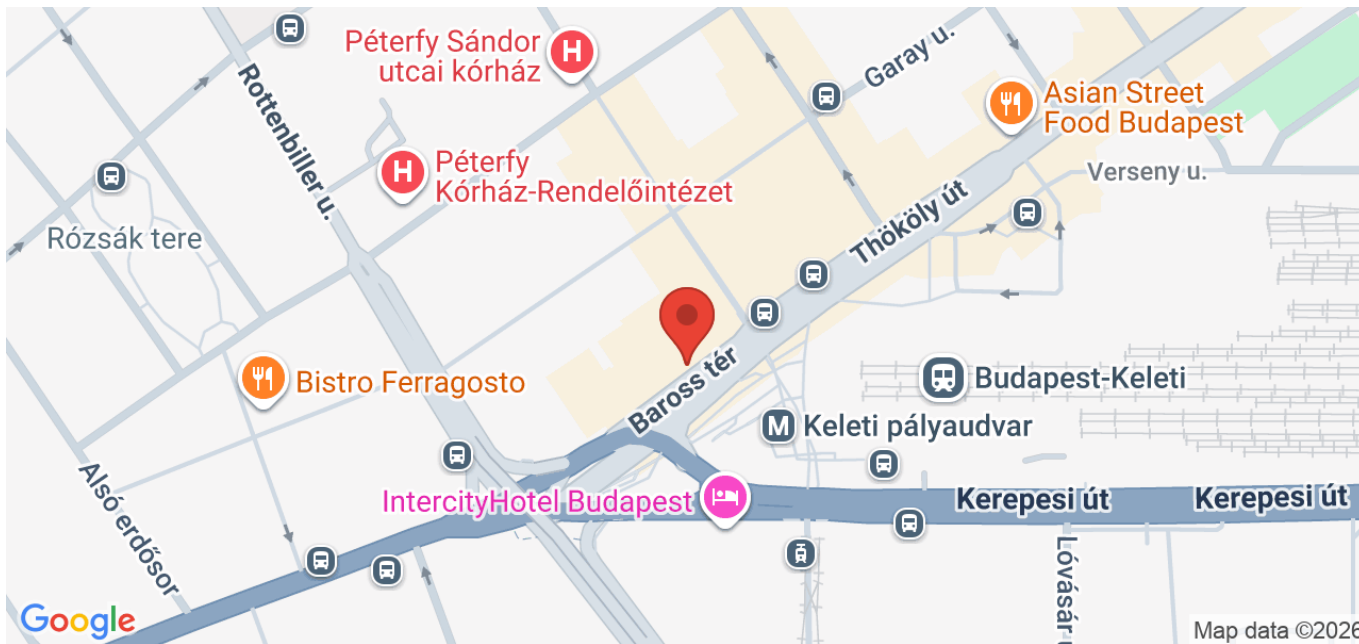 Péterfy Sándor
utcai kórház
Garay u.
Rottenbiller u.
Asian Street
Food Budapest
Péterfy
Kórház-Rendelőintézet
Verseny u.
Rózsák tere
Thököly út
Baross tér
Bistro Ferragosto
Budapest-Keleti
M
Keleti pályaudvar
IntercityHotel Budapest
Kerepesi út
Kerepesi út
Alsó erdősor
Lóvásár
Google
Map data ©2026
H
H